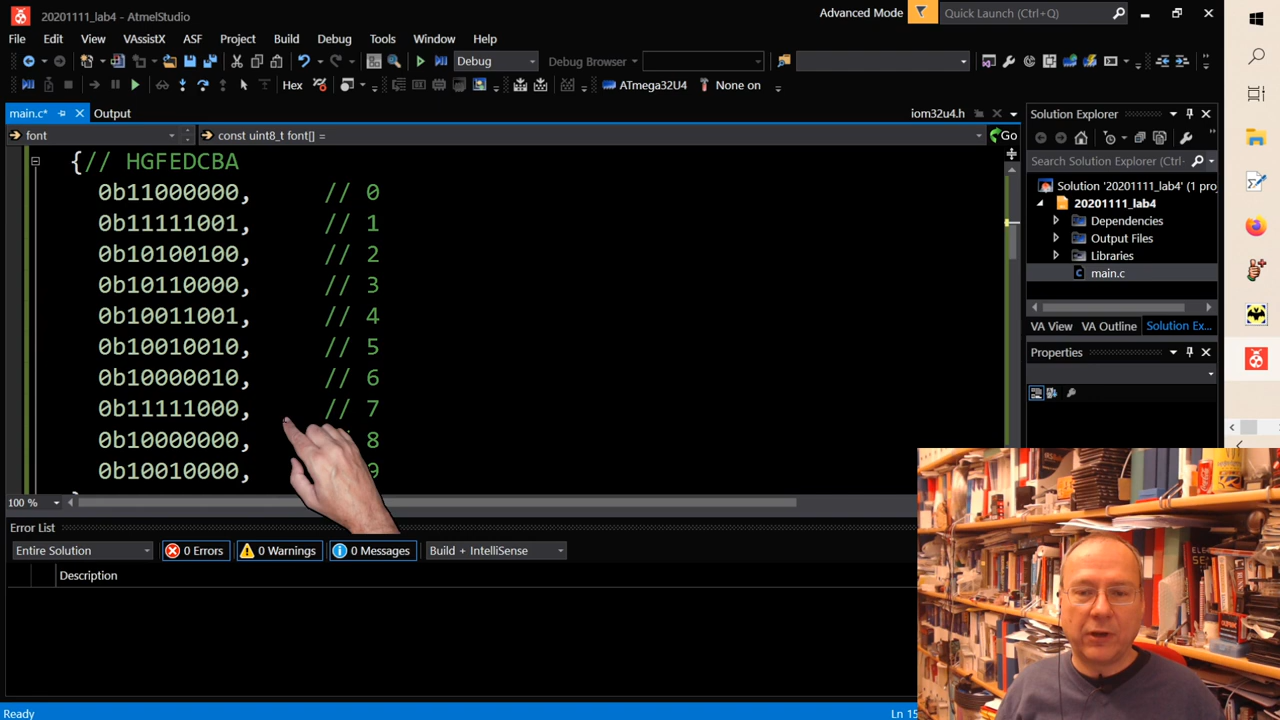 20201111_lab4 - AtmelStudio
Advanced Mode
Quick Launch (Ctrl+Q)
File Edit View VAssistX ASF Project Build Debug Tools Window Help
Debug
Debug Browser
Hex
ATmega32U4
None on
main.c*
Output
iom32u4.h
font
const uint8_t font[] =
Go
{// HGFEDCBA
0b11000000, // 0
0b11111001, // 1
0b10100100, // 2
0b10110000, // 3
0b10011001, // 4
0b10010010, // 5
0b10000010, // 6
0b11111000, // 7
0b10000000, // 8
0b10010000, 9
100 %
Solution Explorer
Search Solution Explorer (Ctrl-
Solution '20201111_lab4' (1 proj
20201111_lab4
Dependencies
Output Files
Libraries
main.c
VA View VA Outline Solution Ex...
Properties
Error List
Entire Solution
0 Errors
0 Warnings
0 Messages
Build + IntelliSense
Description
Ready
Ln 15